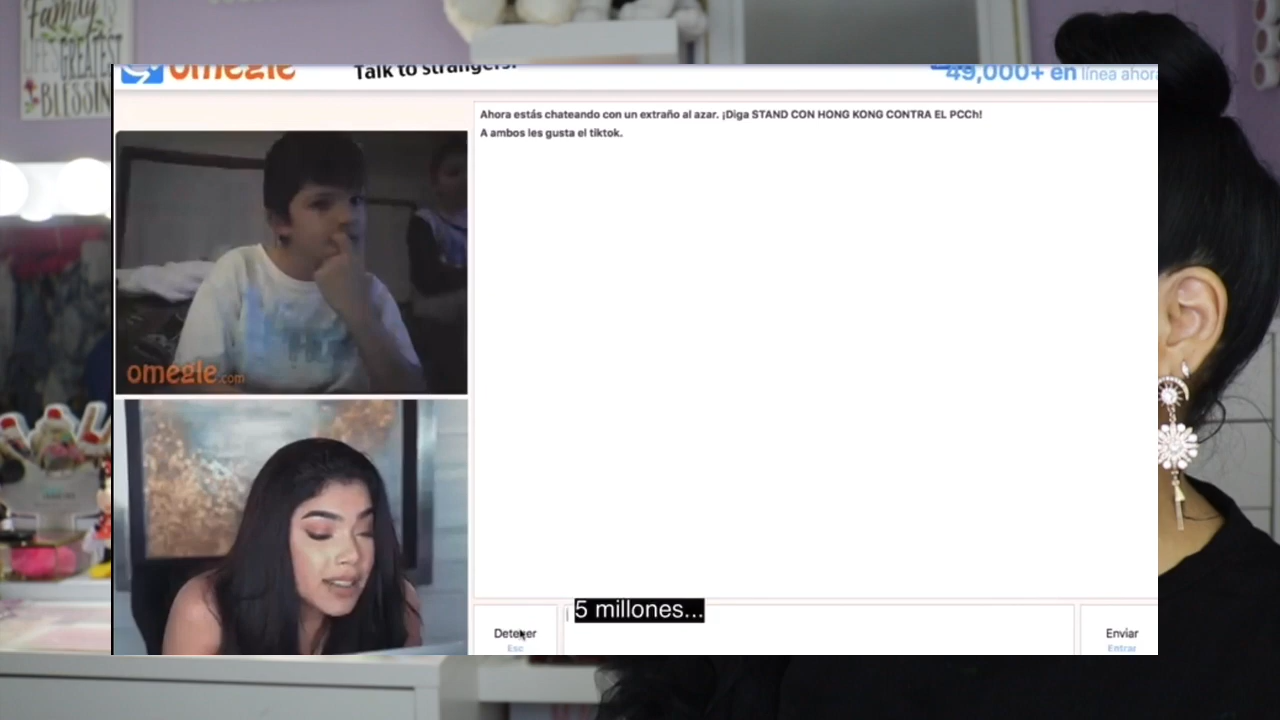 Family
LIFE'S GREATEST
BLESSIN
omegle
Talk to strangers!
49,000+ en línea ahora
Ahora estás chateando con un extraño al azar. ¡Diga STAND CON HONG KONG CONTRA EL PCCh!
A ambos les gusta el tiktok.
omegle.com
5 millones...
Detener
Esc
Enviar
Entrar